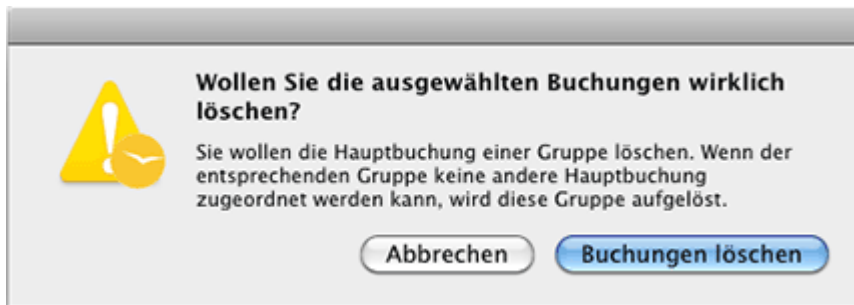 Wollen Sie die ausgewählten Buchungen wirklich
löschen?
Sie wollen die Hauptbuchung einer Gruppe löschen. Wenn der
entsprechenden Gruppe keine andere Hauptbuchung
zugeordnet werden kann, wird diese Gruppe aufgelöst.
Abbrechen
Buchungen löschen